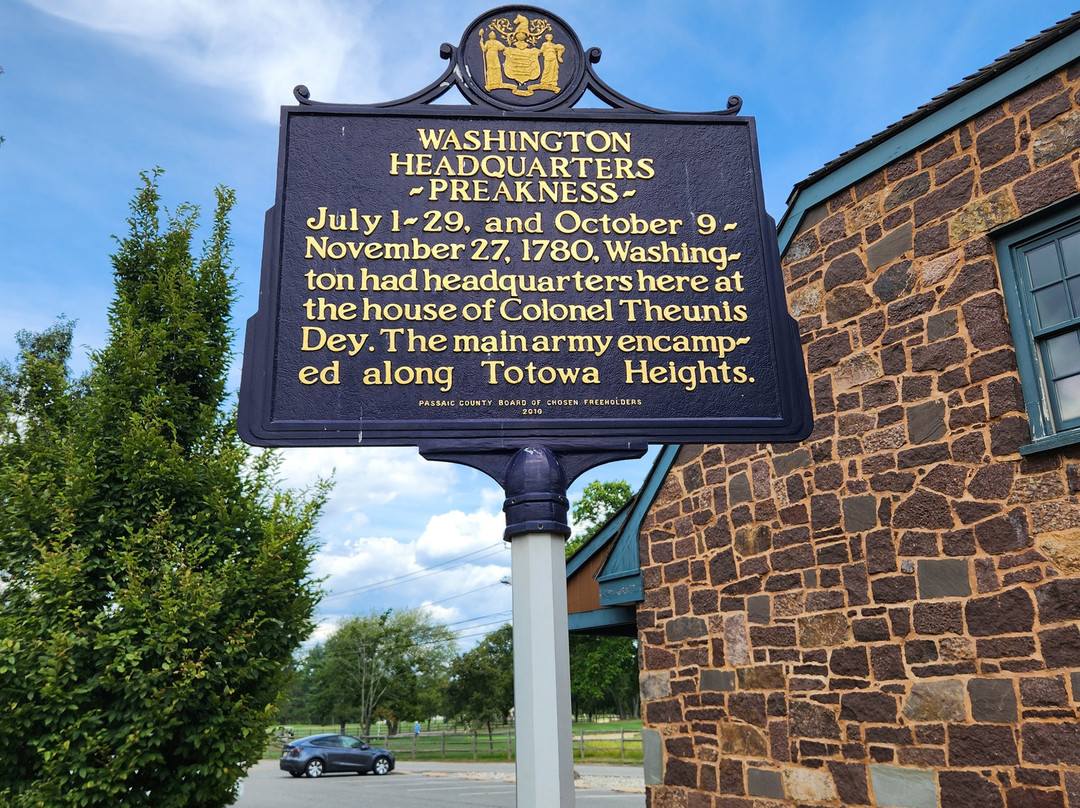 WASHINGTON
HEADQUARTERS
~PREAKNESS~
July 1~29, and October 9~
November 27, 1780, Washing~
ton had headquarters here at
the house of Colonel Theunis
Dey. The main army encamp~
ed along Totowa Heights.
PASSAIC COUNTY BOARD OF CHOSEN FREEHOLDERS
2010